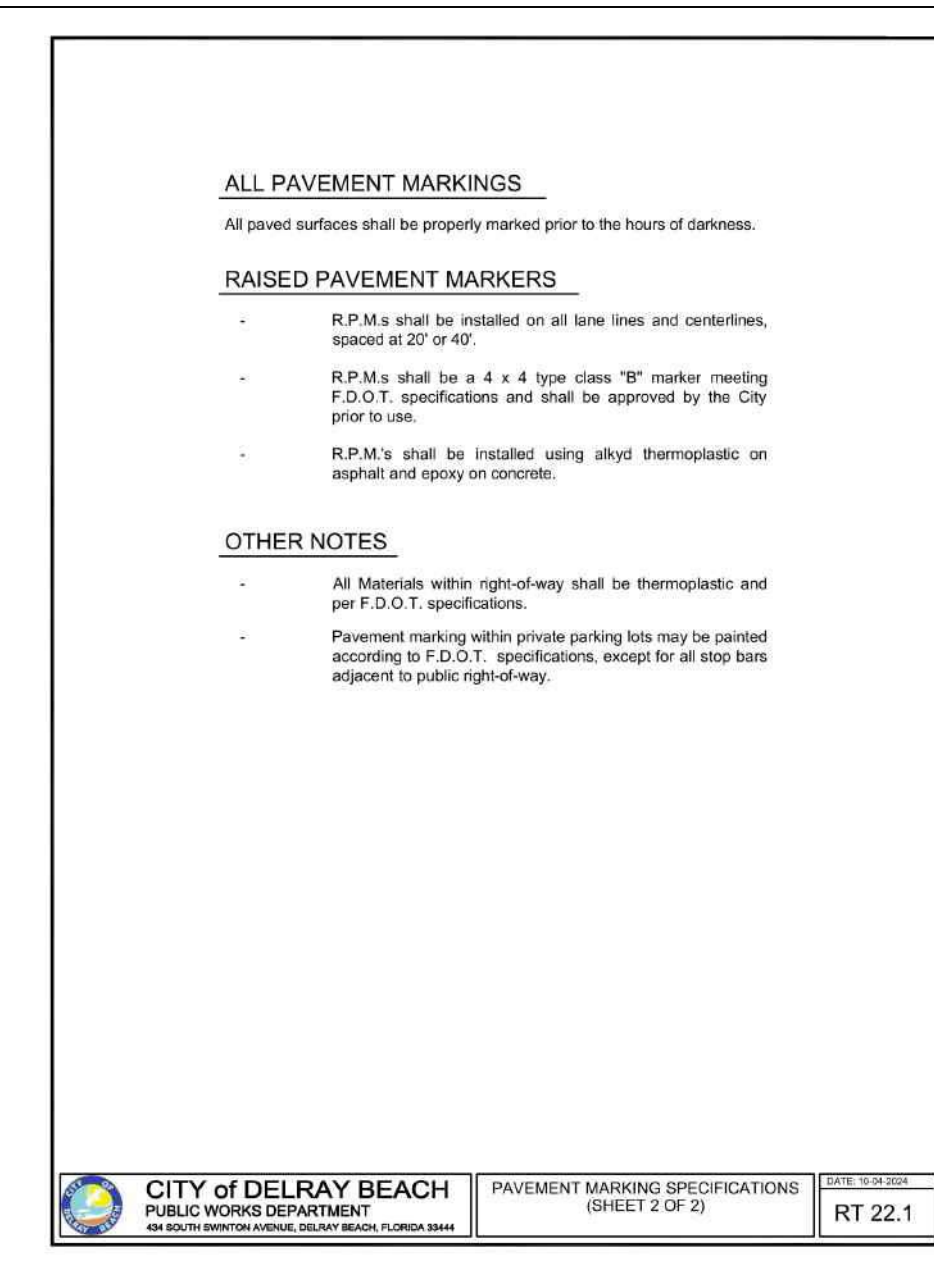 ALL PAVEMENT MARKINGS
All paved surfaces shall be properly marked prior to the hours of darkness.
RAISED PAVEMENT MARKERS
- R.P.M.s shall be installed on all lane lines and centerlines,
spaced at 20' or 40'.
- R.P.M.s shall be a 4 x 4 type class "B" marker meeting
F.D.O.T. specifications and shall be approved by the City
prior to use.
- R.P.M.'s shall be installed using alkyd thermoplastic on
asphalt and epoxy on concrete.
OTHER NOTES
- All Materials within right-of-way shall be thermoplastic and
per F.D.O.T. specifications.
- Pavement marking within private parking lots may be painted
according to F.D.O.T. specifications, except for all stop bars
adjacent to public right-of-way.
CITY OF
DELRAY BEACH
CITY of DELRAY BEACH
PUBLIC WORKS DEPARTMENT
434 SOUTH SWINTON AVENUE, DELRAY BEACH, FLORIDA 33444
PAVEMENT MARKING SPECIFICATIONS
(SHEET 2 OF 2)
DATE: 10-04-2024
RT 22.1